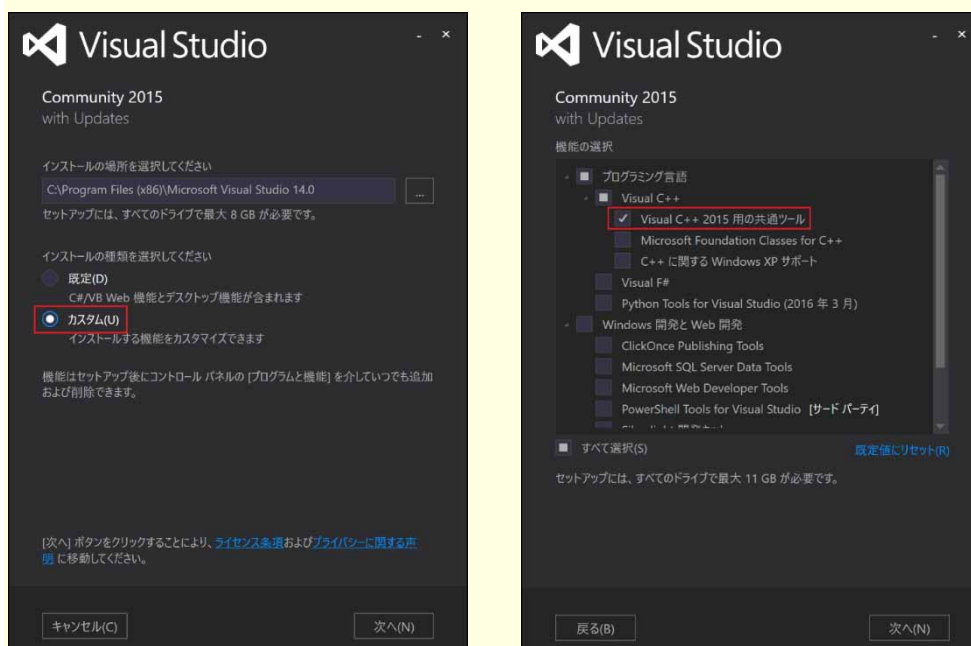 Visual Studio
Community 2015
with Updates
インストールの場所を選択してください
C:\Program Files (x86)\Microsoft Visual Studio 14.0
...
セットアップには、すべてのドライブで最大 8 GB が必要です。
インストールの種類を選択してください
既定(D)
C#/VB Web 機能とデスクトップ機能が含まれます
カスタム(U)
インストールする機能をカスタマイズできます
機能はセットアップ後にコントロール パネルの [プログラムと機能] を介していつでも追加
および削除できます。
[次へ] ボタンをクリックすることにより、ライセンス条項およびプライバシーに関する声
明 に移動してください。
キャンセル(C)
次へ(N)
Visual Studio
Community 2015
with Updates
機能の選択
プログラミング言語
Visual C++
Visual C++ 2015 用の共通ツール
Microsoft Foundation Classes for C++
C++ に関する Windows XP サポート
Visual F#
Python Tools for Visual Studio (2016 年 3 月)
Windows 開発と Web 開発
ClickOnce Publishing Tools
Microsoft SQL Server Data Tools
Microsoft Web Developer Tools
PowerShell Tools for Visual Studio [サード パーティ]
すべて選択(S)
既定値にリセット(R)
セットアップには、すべてのドライブで最大 11 GB が必要です。
戻る(B)
次へ(N)